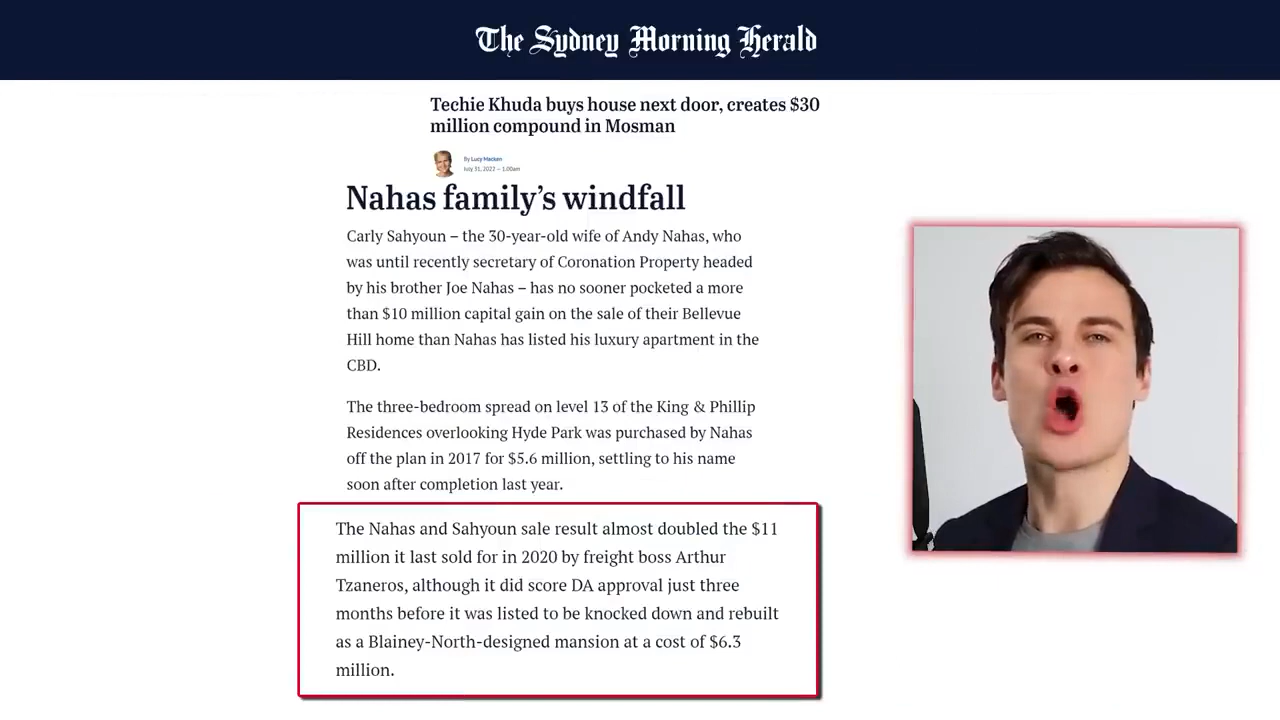 The Sydney Morning Herald
Techie Khuda buys house next door, creates $30
million compound in Mosman
By Lucy Macken
July 31, 2022 — 1.00am
Nahas family’s windfall
Carly Sahyoun – the 30-year-old wife of Andy Nahas, who
was until recently secretary of Coronation Property headed
by his brother Joe Nahas – has no sooner pocketed a more
than $10 million capital gain on the sale of their Bellevue
Hill home than Nahas has listed his luxury apartment in the
CBD.
The three-bedroom spread on level 13 of the King & Phillip
Residences overlooking Hyde Park was purchased by Nahas
off the plan in 2017 for $5.6 million, settling to his name
soon after completion last year.
The Nahas and Sahyoun sale result almost doubled the $11
million it last sold for in 2020 by freight boss Arthur
Tzaneros, although it did score DA approval just three
months before it was listed to be knocked down and rebuilt
as a Blainey-North-designed mansion at a cost of $6.3
million.